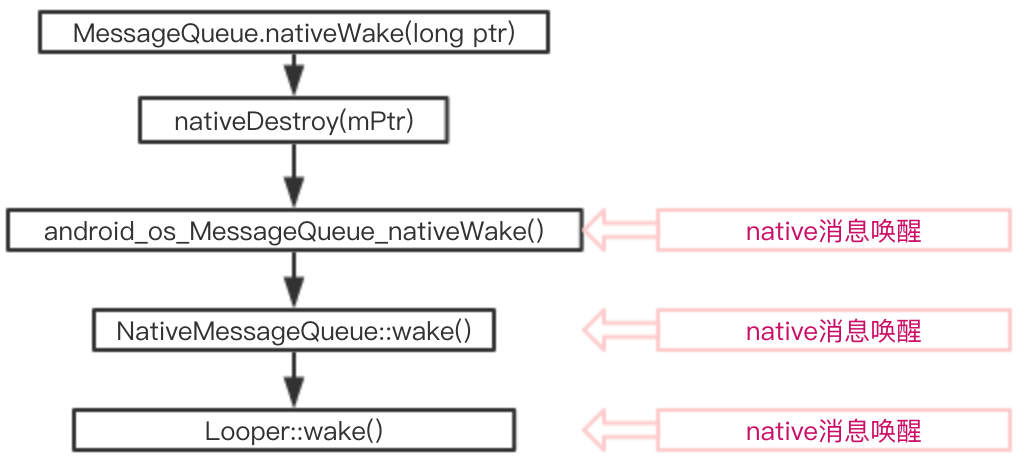 MessageQueue.nativeWake(long ptr)
nativeDestroy(mPtr)
android_os_MessageQueue_nativeWake()
native消息唤醒
NativeMessageQueue::wake()
native消息唤醒
Looper::wake()
native消息唤醒